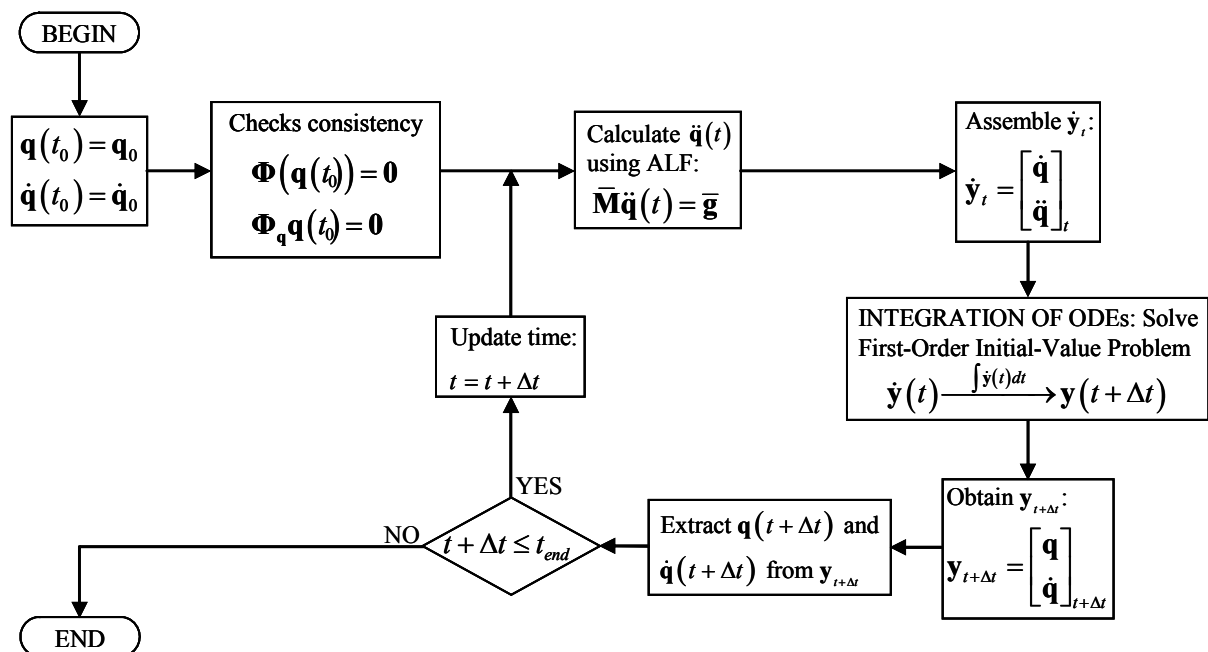 BEGIN
q(t₀) = q₀
q̇(t₀) = q̇₀
Checks consistency
Φ(q(t₀)) = 0
Φ_q q(t₀) = 0
Calculate q̈(t)
using ALF:
M̅q̈(t) = g̅
Assemble ẏ_t:
ẏ_t = [q̇ q̈]_t
INTEGRATION OF ODEs: Solve
First-Order Initial-Value Problem
ẏ(t) ∫ẏ(t)dt → y(t + Δt)
Obtain y_{t+Δt}:
y_{t+Δt} = [q q̇]_{t+Δt}
Extract q(t + Δt) and
q̇(t + Δt) from y_{t+Δt}
t + Δt ≤ t_end
YES
Update time:
t = t + Δt
NO
END